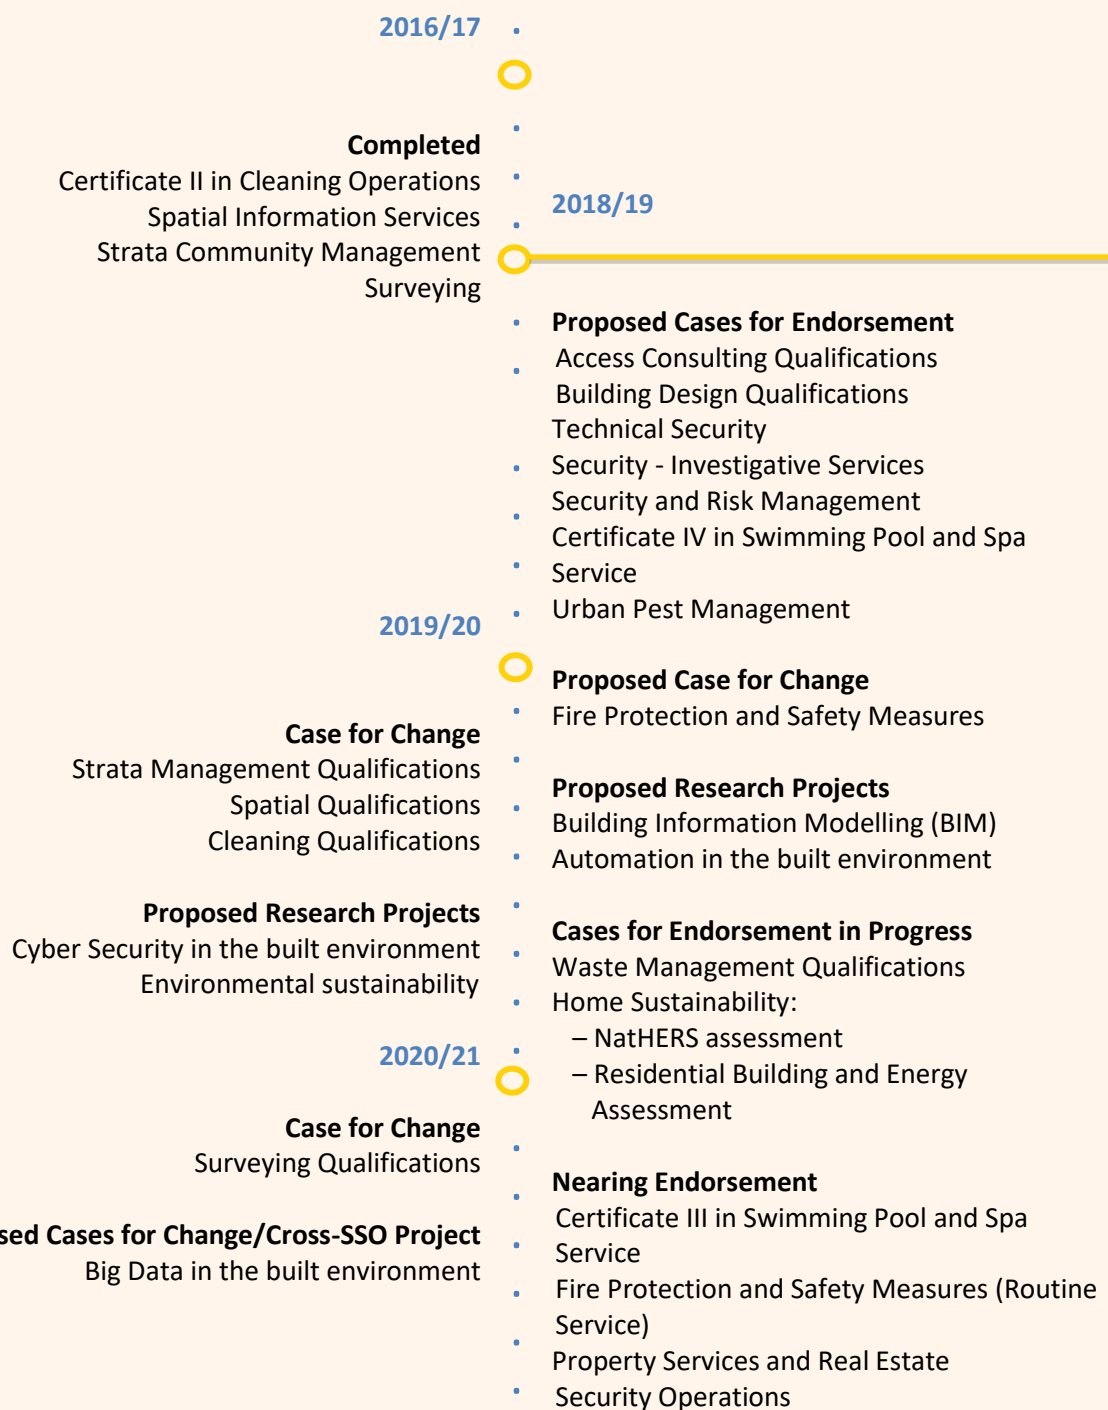 2016/17
Completed
Certificate II in Cleaning Operations
Spatial Information Services
Strata Community Management
Surveying
2018/19
Proposed Cases for Endorsement
Access Consulting Qualifications
Building Design Qualifications
Technical Security
Security - Investigative Services
Security and Risk Management
Certificate IV in Swimming Pool and Spa
Service
Urban Pest Management
Proposed Case for Change
Fire Protection and Safety Measures
Proposed Research Projects
Building Information Modelling (BIM)
Automation in the built environment
Cases for Endorsement in Progress
Waste Management Qualifications
Home Sustainability:
– NatHERS assessment
– Residential Building and Energy
Assessment
Nearing Endorsement
Certificate III in Swimming Pool and Spa
Service
Fire Protection and Safety Measures (Routine
Service)
Property Services and Real Estate
Security Operations
2019/20
Case for Change
Strata Management Qualifications
Spatial Qualifications
Cleaning Qualifications
Proposed Research Projects
Cyber Security in the built environment
Environmental sustainability
2020/21
Case for Change
Surveying Qualifications
sed Cases for Change/Cross-SSO Project
Big Data in the built environment